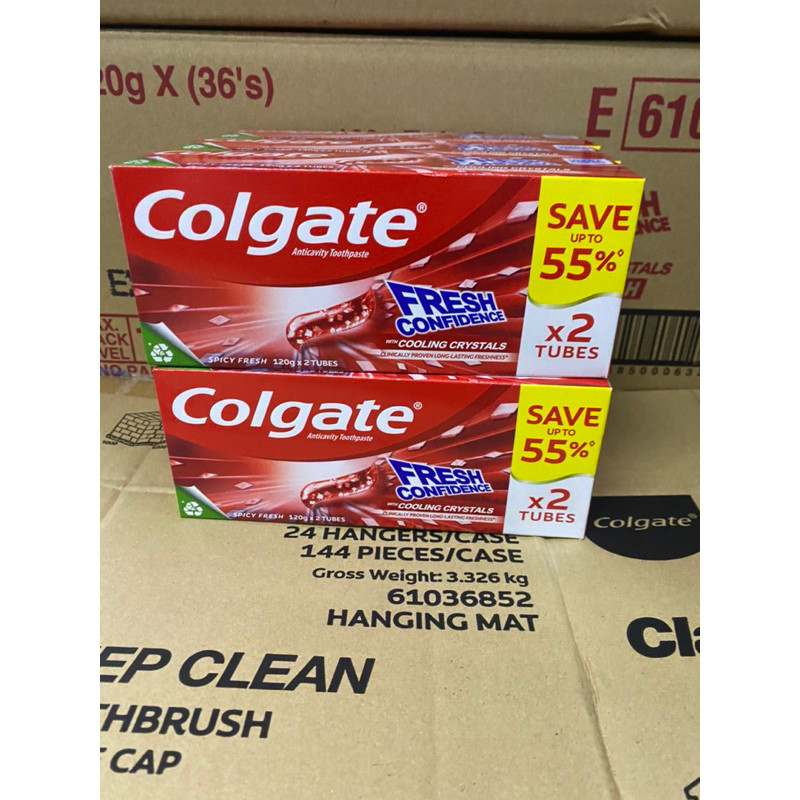 20g X (36's)
E 610
Colgate®
Anticavity Toothpaste
SAVE
UP TO
55%◊
FRESH
CONFIDENCE
WITH COOLING CRYSTALS
CLINICALLY PROVEN LONG-LASTING FRESHNESS*
x2
TUBES
SPICY FRESH 120g x 2 TUBES
Colgate®
Anticavity Toothpaste
SAVE
UP TO
55%◊
FRESH
CONFIDENCE
WITH COOLING CRYSTALS
CLINICALLY PROVEN LONG-LASTING FRESHNESS*
x2
TUBES
SPICY FRESH 120g x 2 TUBES
24 HANGERS/CASE
144 PIECES/CASE
Gross Weight: 3.326 kg
61036852
HANGING MAT
Colgate®
Cla
EP CLEAN
THBRUSH
CAP